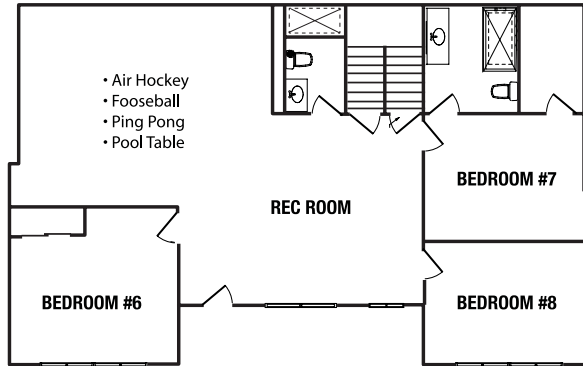 • Air Hockey
• Fooseball
• Ping Pong
• Pool Table
BEDROOM #7
REC ROOM
BEDROOM #6
BEDROOM #8